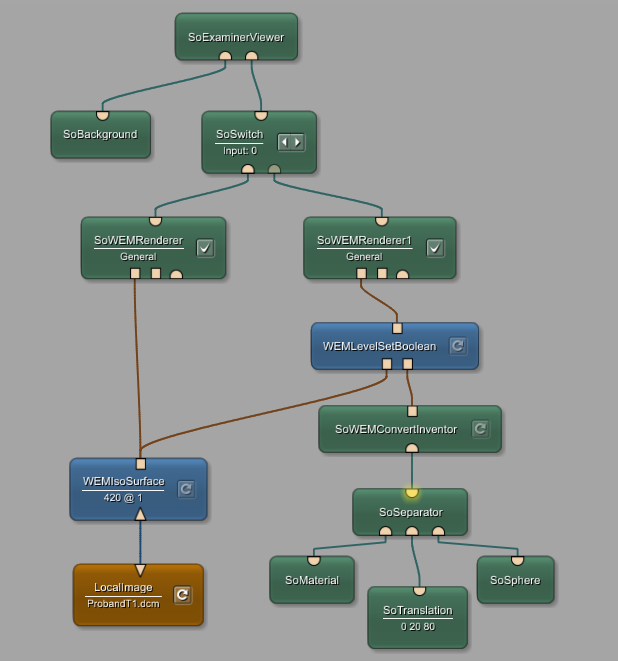 SoExaminerViewer
SoBackground
SoSwitch
Input: 0
SoWEMRenderer
General
SoWEMRenderer1
General
WEMLevelSetBoolean
SoWEMConvertInventor
WEMIsoSurface
420 @ 1
SoSeparator
LocalImage
ProbandT1.dcm
SoMaterial
SoTranslation
0 20 80
SoSphere